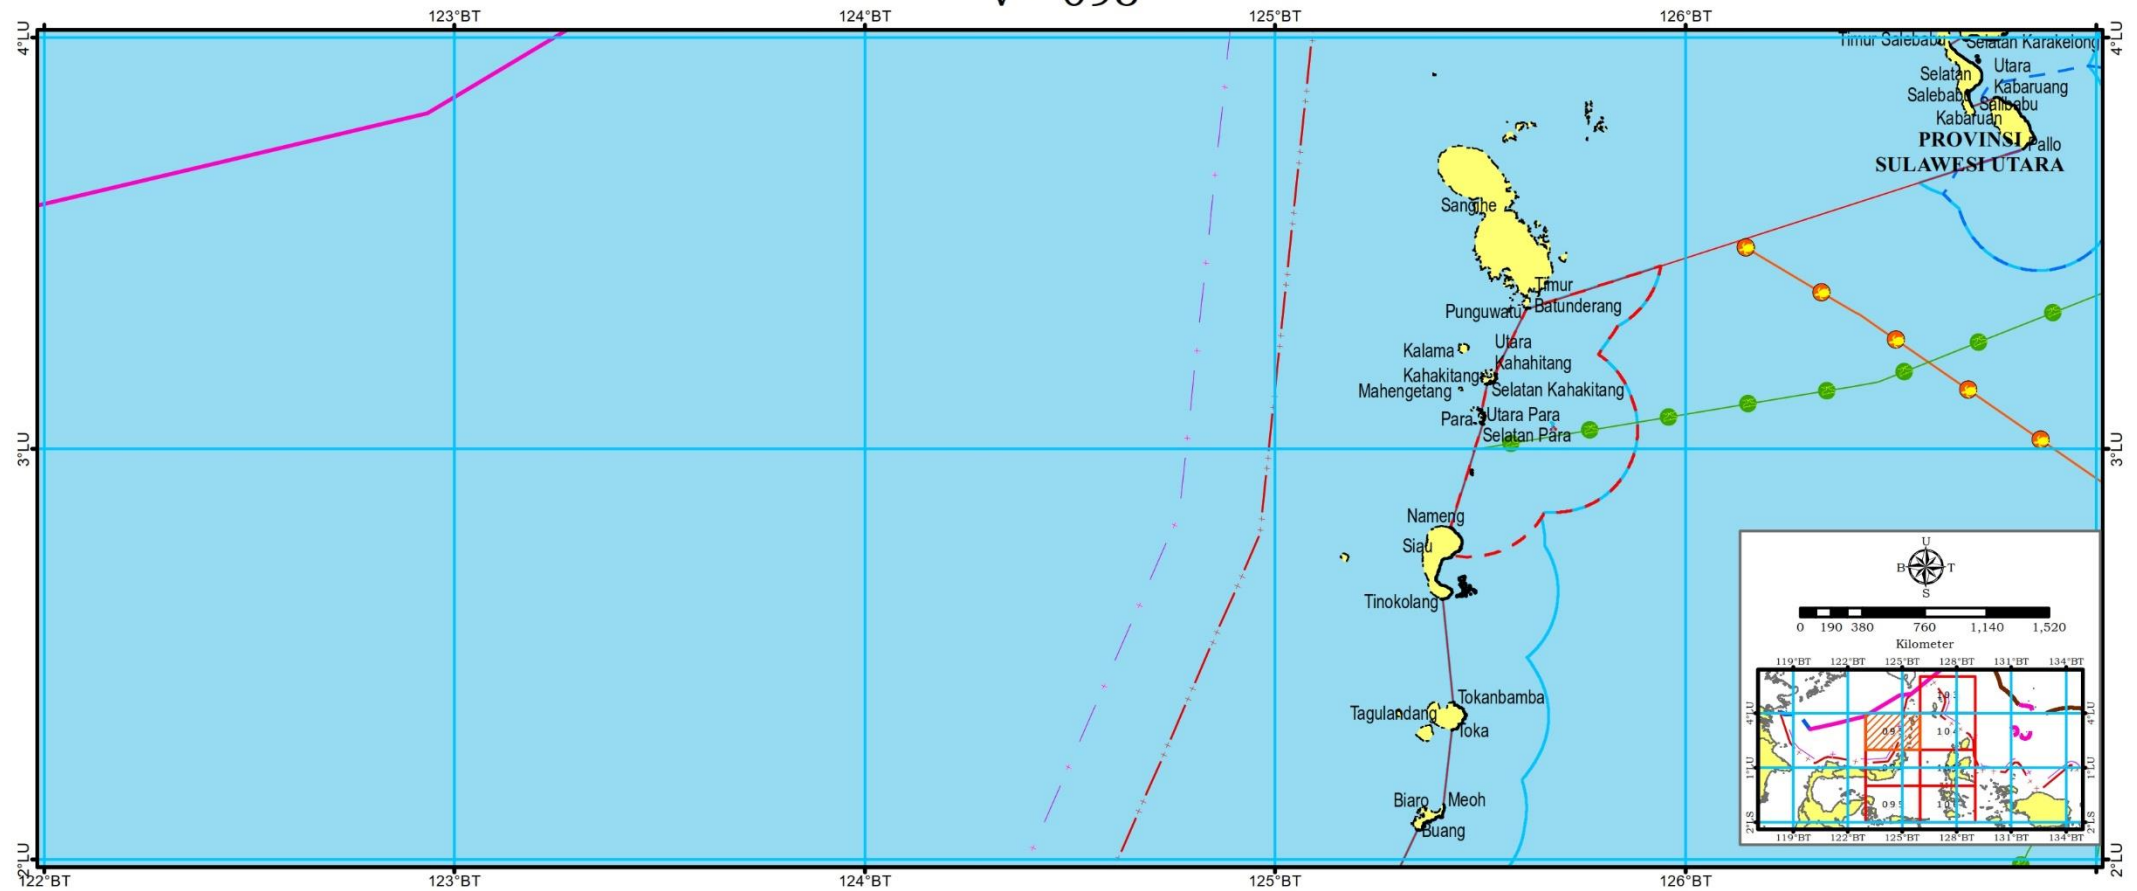 123°BT
124°BT
125°BT
126°BT
4°LU
4°LU
Timur Salebabu
Selatan Karakelong
Utara
Kabaruang
Selatan
Salebabu
Salibabu
Kabaruan
PROVINSI
Pallo
SULAWESI UTARA
Sangihe
Timur
Batunderang
Punguwatu
Utara
Kahahitang
Kalama
Kahakitang
Mahengetang
Selatan Kahakitang
Para
Utara Para
Selatan Para
3°LU
3°LU
Nameng
Siau
Tinokolang
Tokanbamba
Tagulandang
Toka
Biaro
Meoh
Buang
2°LU
2°LU
122°BT
123°BT
124°BT
125°BT
126°BT
U
B
T
S
0 190 380 760 1,140 1,520
Kilometer
119°BT 122°BT 125°BT 128°BT 131°BT 134°BT
4°LU
4°LU
104
1°LU
1°LU
2°LS
2°LS
119°BT 122°BT 125°BT 128°BT 131°BT 134°BT